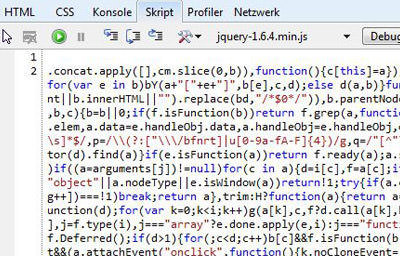 HTML CSS Konsole Skript Profiler Netzwerk
jquery-1.6.4.min.js Debug
1
2 .concat.apply([],cm.slice(0,b)),function(){c[this]=a})
for(var e in b)bY(a+"["+e+"]",b[e],c,d);else d(a,b)}func
nt||b.innerHTML||"").replace(bd,"/*$0*/")),b.parentNode
,b,c){b=b||0;if(f.isFunction(b))return f.grep(a,functio
.elem,a.data=e.handleObj.data,a.handleObj=e.handleObj,
\s]*$/,p=/\\(?:["\\\/bfnrt]|u[0-9a-fA-F]{4})/g,q=/"[^"
tor(d).find(a)}if(e.isFunction(a))return f.ready(a);a.s
)if((a=arguments[j])!=null)for(c in a){d=i[c],f=a[c];if
"object"||a.nodeType||e.isWindow(a))return!1;try{if(a.c
g++])===!1)break;return a},trim:H?function(a){return a=
unction(d);for(var k=0;k<i;k++)g(a[k],c,f?d.call(a[k],k
],j=f.type(i),j==="array"?e.done.apply(e,i):j==="functi
f.Deferred();if(d>1){for(;c<d;c++)b[c]&&f.isFunction(b[
t&&(a.attachEvent("onclick",function(){k.noCloneEvent=